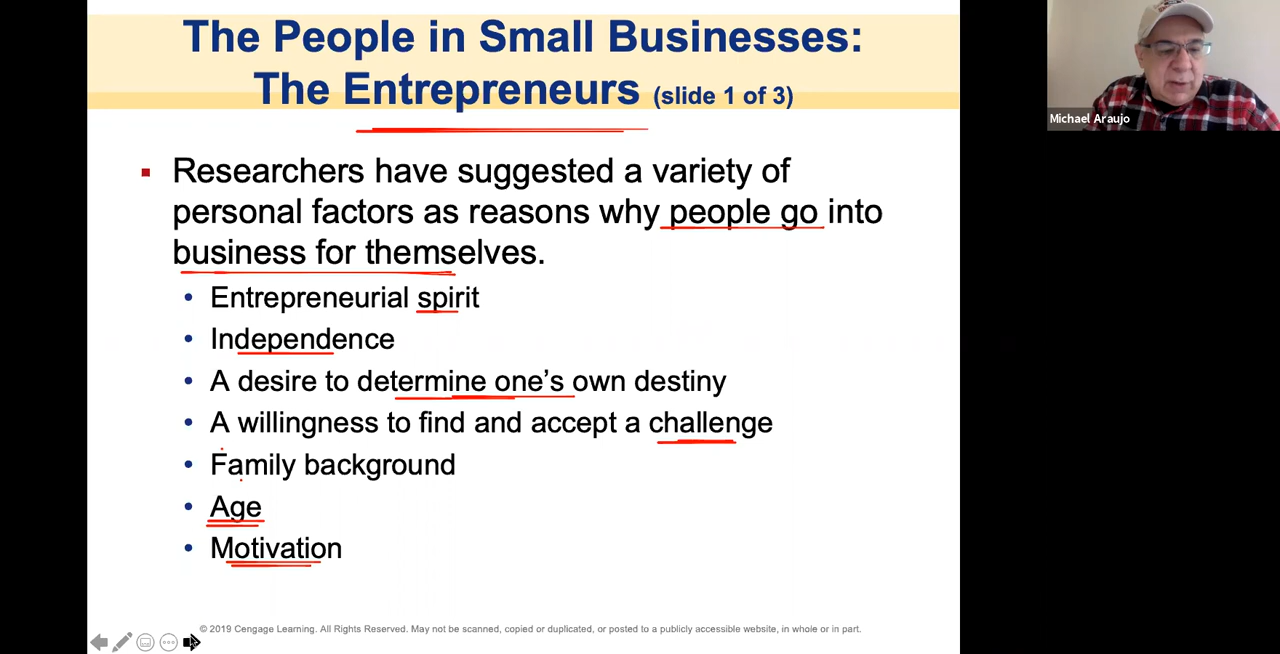 The People in Small Businesses:
The Entrepreneurs (slide 1 of 3)
Michael Araujo
▪ Researchers have suggested a variety of
personal factors as reasons why people go into
business for themselves.
• Entrepreneurial spirit
• Independence
• A desire to determine one’s own destiny
• A willingness to find and accept a challenge
• Family background
• Age
• Motivation
© 2019 Cengage Learning. All Rights Reserved. May not be scanned, copied or duplicated, or posted to a publicly accessible website, in whole or in part.